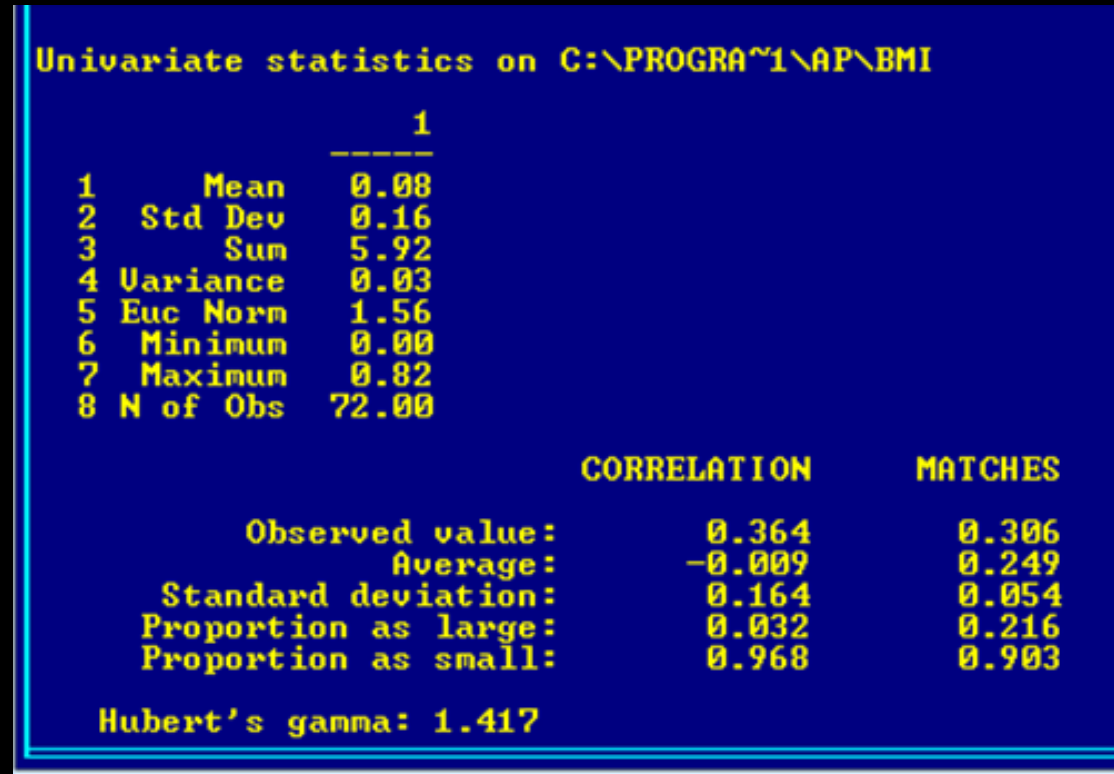 Univariate statistics on C:\PROGRA~1\AP\BMI
1
-----
1 Mean 0.08
2 Std Dev 0.16
3 Sum 5.92
4 Variance 0.03
5 Euc Norm 1.56
6 Minimum 0.00
7 Maximum 0.82
8 N of Obs 72.00
CORRELATION MATCHES
Observed value: 0.364 0.306
Average: -0.009 0.249
Standard deviation: 0.164 0.054
Proportion as large: 0.032 0.216
Proportion as small: 0.968 0.903
Hubert's gamma: 1.417